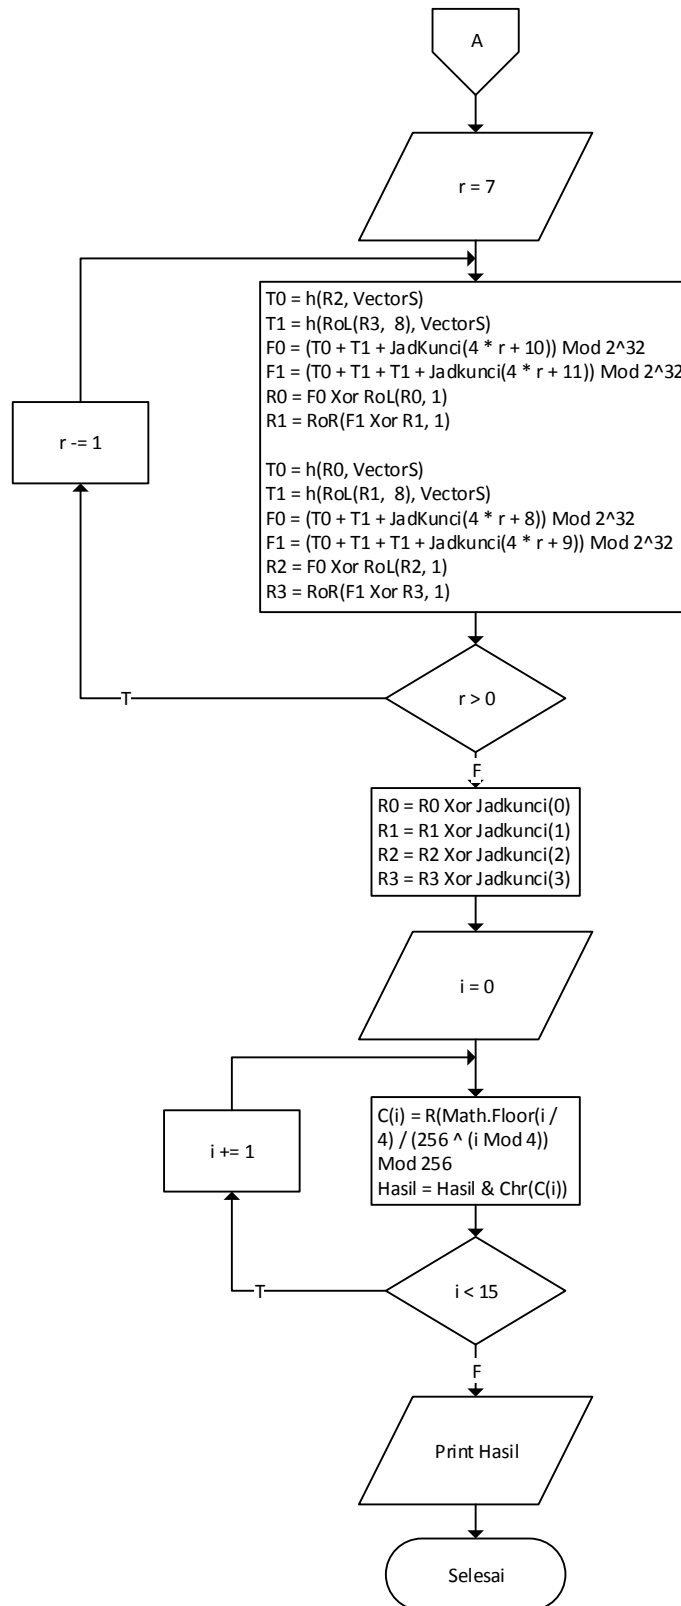 A
r = 7
T0 = h(R2, VectorS)
T1 = h(RoL(R3, 8), VectorS)
F0 = (T0 + T1 + JadKunci(4 * r + 10)) Mod 2^32
F1 = (T0 + T1 + T1 + Jadkunci(4 * r + 11)) Mod 2^32
R0 = F0 Xor RoL(R0, 1)
R1 = RoR(F1 Xor R1, 1)
T0 = h(R0, VectorS)
T1 = h(RoL(R1, 8), VectorS)
F0 = (T0 + T1 + JadKunci(4 * r + 8)) Mod 2^32
F1 = (T0 + T1 + T1 + Jadkunci(4 * r + 9)) Mod 2^32
R2 = F0 Xor RoL(R2, 1)
R3 = RoR(F1 Xor R3, 1)
r -= 1
r > 0
T
F
R0 = R0 Xor Jadkunci(0)
R1 = R1 Xor Jadkunci(1)
R2 = R2 Xor Jadkunci(2)
R3 = R3 Xor Jadkunci(3)
i = 0
C(i) = R(Math.Floor(i /
4) / (256 ^ (i Mod 4))
Mod 256
Hasil = Hasil & Chr(C(i))
i += 1
i < 15
T
F
Print Hasil
Selesai